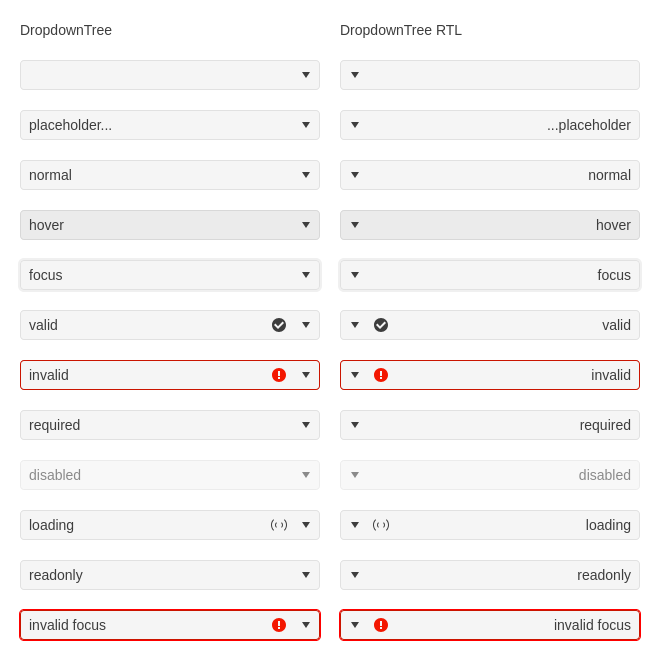 DropdownTree
placeholder...
normal
hover
focus
valid
invalid
required
disabled
loading
readonly
invalid focus
DropdownTree RTL
...placeholder
normal
hover
focus
valid
invalid
required
disabled
loading
readonly
invalid focus